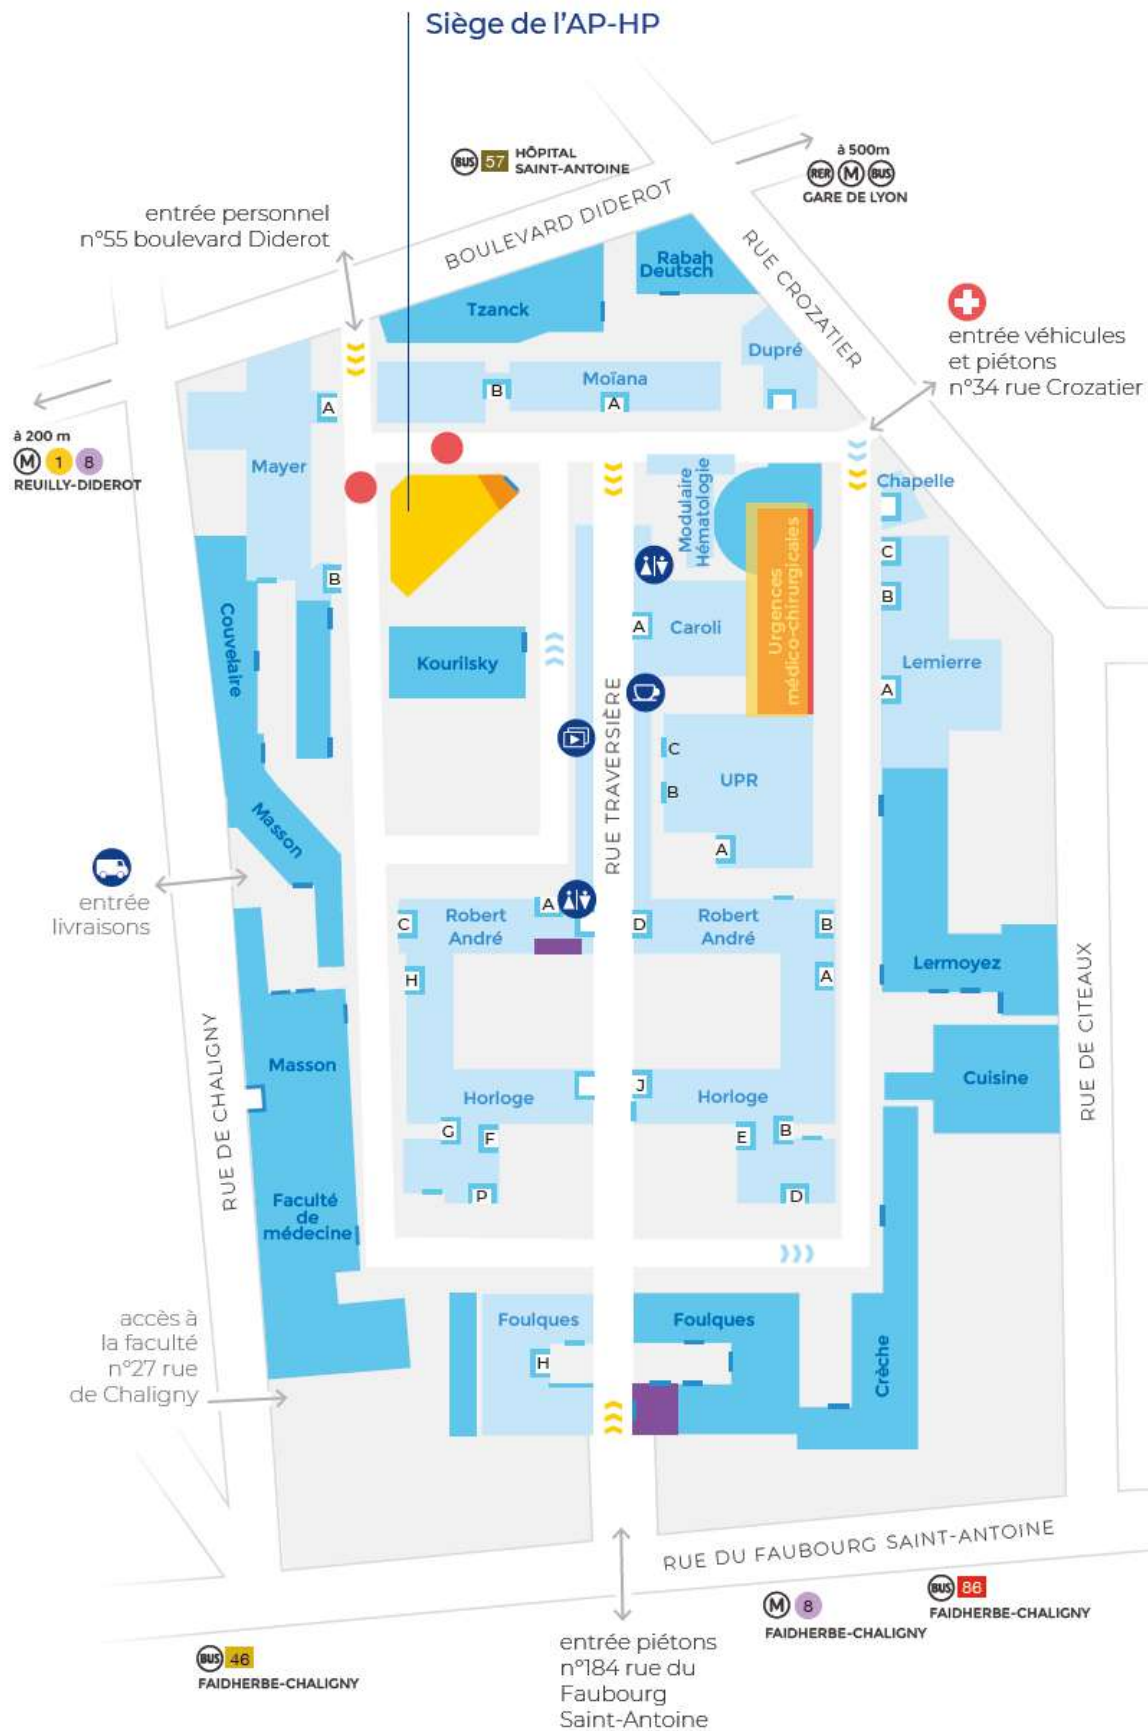 Siège de l'AP-HP
BUS 57 HÔPITAL
SAINT-ANTOINE
à 500m
RER M BUS
GARE DE LYON
entrée personnel
n°55 boulevard Diderot
BOULEVARD DIDEROT
RUE CROZATIER
Rabah
Deutsch
Tzanck
entrée véhicules
et piétons
n°34 rue Crozatier
Dupré
Moïana
B
A
A
à 200 m
M 1 8
REUILLY-DIDEROT
Mayer
B
Modulaire
Hématologie
Chapelle
Urgences
médico-chirurgicales
C
B
Lemierre
A
Couvelaire
Kourilsky
A
Caroli
RUE TRAVERSIÈRE
C
UPR
B
A
Masson
entrée
livraisons
A
C
Robert
André
H
D
Robert
André
B
A
Lermoyez
RUE DE CHALIGNY
RUE DE CITEAUX
Masson
Cuisine
Horloge
J
Horloge
G
F
E
B
P
D
Faculté
de
médecine
accès à
la faculté
n°27 rue
de Chaligny
Foulques
H
Foulques
Crèche
RUE DU FAUBOURG SAINT-ANTOINE
BUS 46
FAIDHERBE-CHALIGNY
M 8
FAIDHERBE-CHALIGNY
BUS 86
FAIDHERBE-CHALIGNY
entrée piétons
n°184 rue du
Faubourg
Saint-Antoine